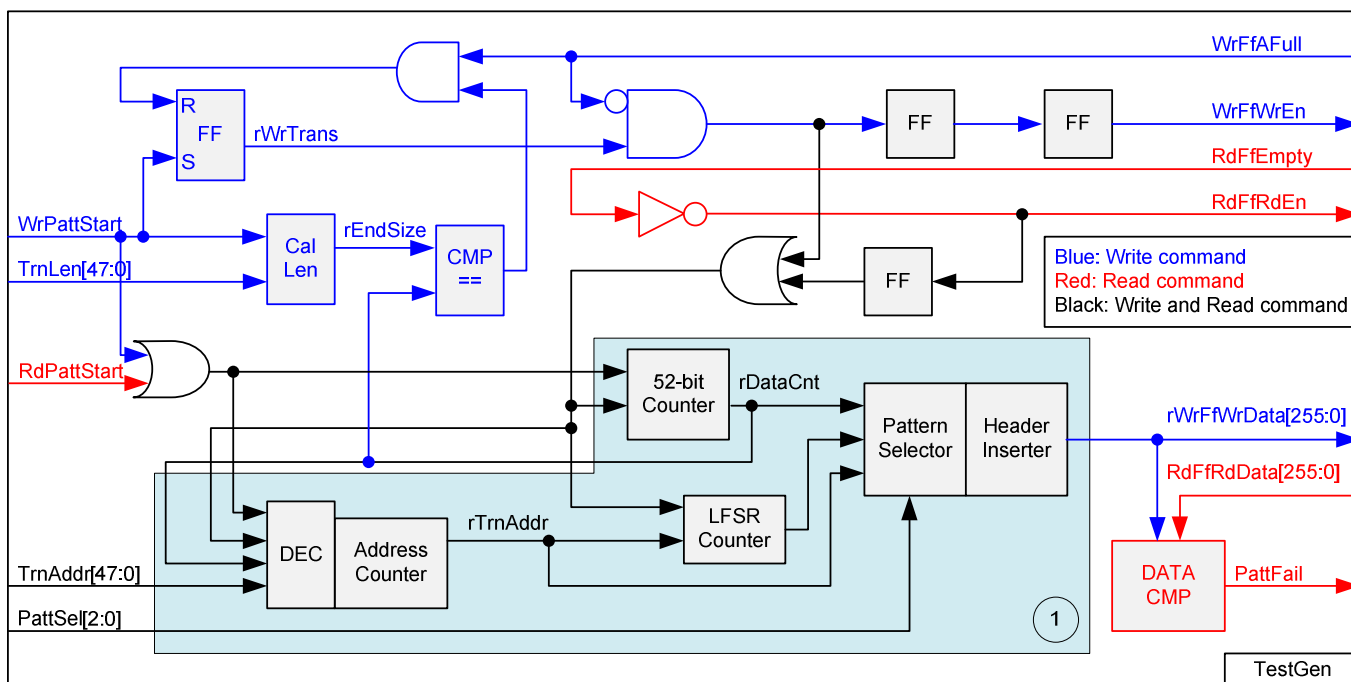 WrFfAFull
R
FF
S
rWrTrans
FF
FF
WrFfWrEn
RdFfEmpty
RdFfRdEn
WrPattStart
TrnLen[47:0]
Cal
Len
rEndSize
CMP
==
FF
Blue: Write command
Red: Read command
Black: Write and Read command
RdPattStart
52-bit
Counter
rDataCnt
Pattern
Selector
Header
Inserter
rWrFfWrData[255:0]
RdFfRdData[255:0]
DEC
Address
Counter
rTrnAddr
LFSR
Counter
TrnAddr[47:0]
PattSel[2:0]
DATA
CMP
PattFail
1
TestGen